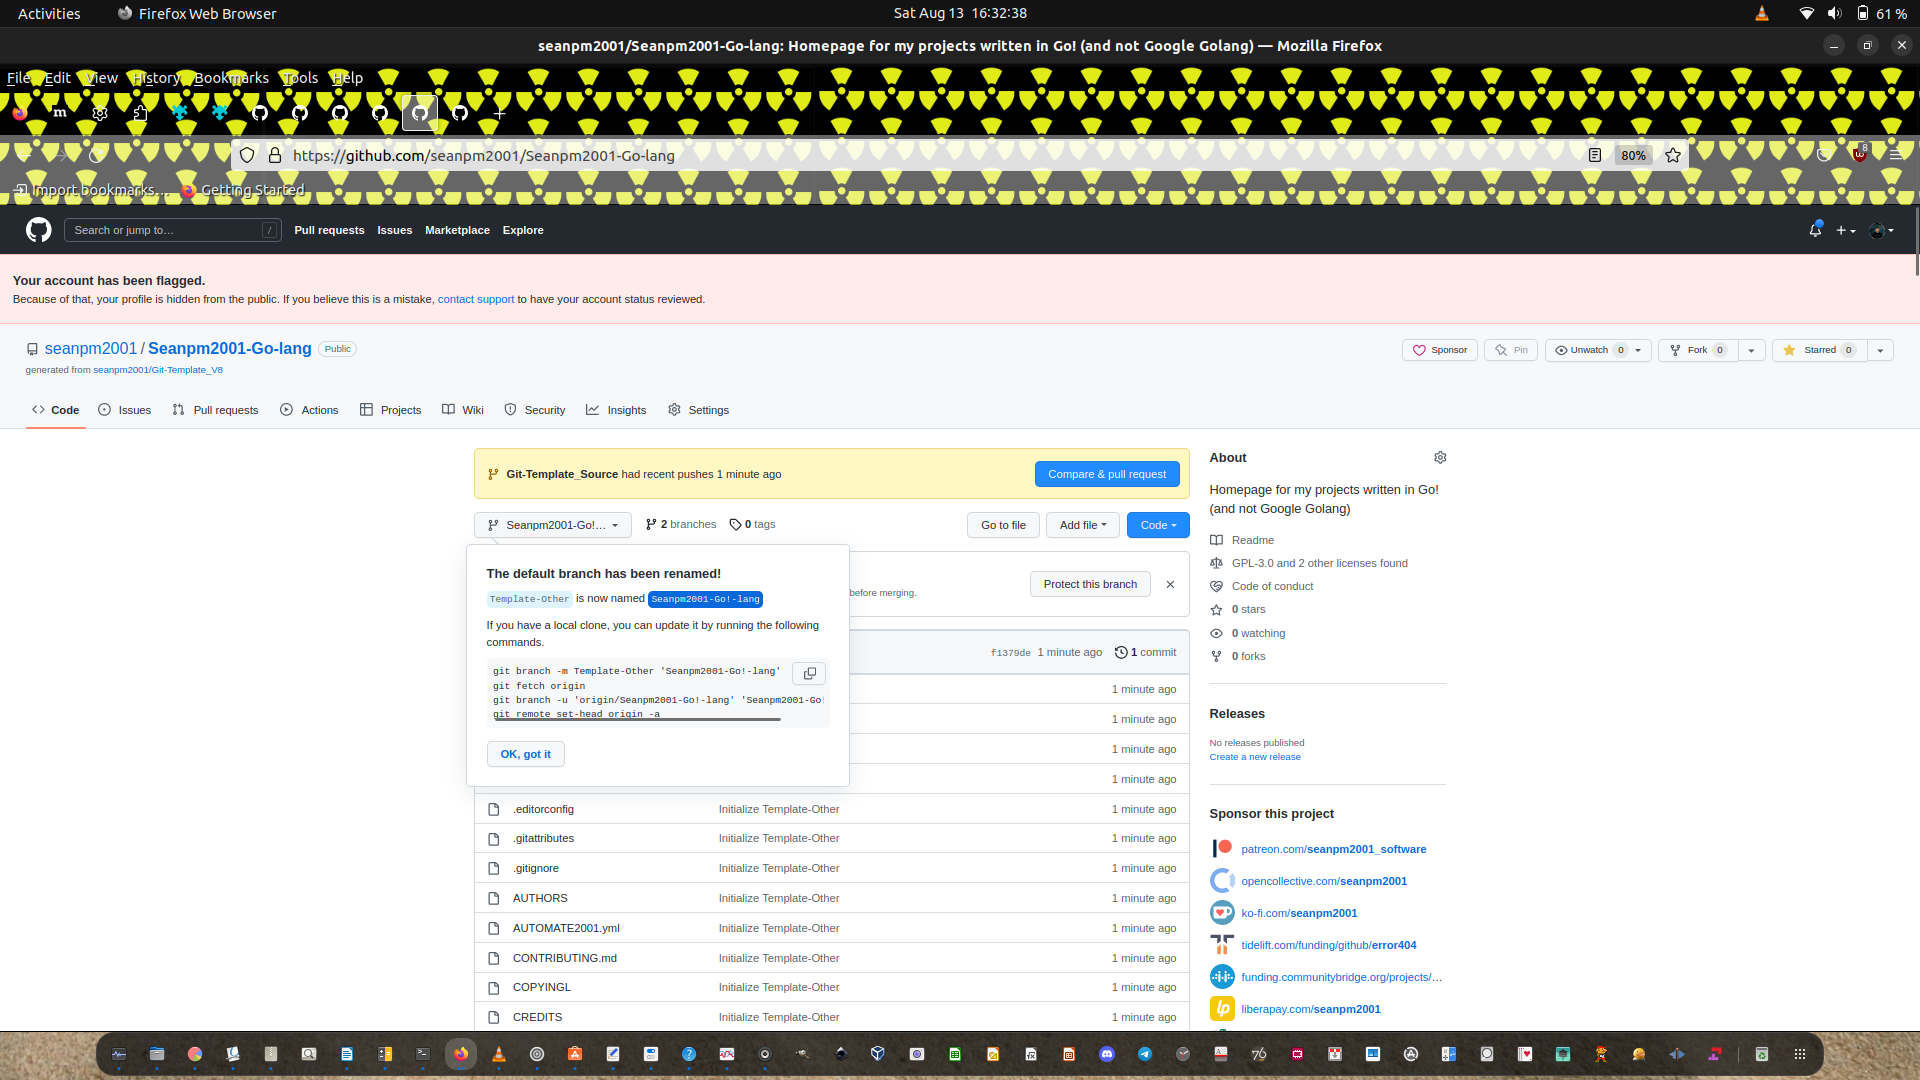 Activities
Firefox Web Browser
Sat Aug 13 16:32:38
61 %
seanpm2001/Seanpm2001-Go-lang: Homepage for my projects written in Go! (and not Google Golang) — Mozilla Firefox
File Edit View History Bookmarks Tools Help
m
https://github.com/seanpm2001/Seanpm2001-Go-lang
80%
8
Import bookmarks…
Getting Started
Search or jump to…
/
Pull requests
Issues
Marketplace
Explore
Your account has been flagged.
Because of that, your profile is hidden from the public. If you believe this is a mistake, contact support to have your account status reviewed.
seanpm2001 / Seanpm2001-Go-lang Public
generated from seanpm2001/Git-Template_V8
Sponsor
Pin
Unwatch 0
Fork 0
Starred 0
Code
Issues
Pull requests
Actions
Projects
Wiki
Security
Insights
Settings
Git-Template_Source had recent pushes 1 minute ago
Compare & pull request
Seanpm2001-Go!…
2 branches
0 tags
Go to file
Add file
Code
The default branch has been renamed!
Template-Other is now named Seanpm2001-Go!-lang
If you have a local clone, you can update it by running the following
commands.
git branch -m Template-Other 'Seanpm2001-Go!-lang'
git fetch origin
git branch -u 'origin/Seanpm2001-Go!-lang' 'Seanpm2001-Go!
git remote set-head origin -a
OK, got it
before merging.
Protect this branch
f1379de 1 minute ago
1 commit
1 minute ago
1 minute ago
1 minute ago
1 minute ago
.editorconfig Initialize Template-Other 1 minute ago
.gitattributes Initialize Template-Other 1 minute ago
.gitignore Initialize Template-Other 1 minute ago
AUTHORS Initialize Template-Other 1 minute ago
AUTOMATE2001.yml Initialize Template-Other 1 minute ago
CONTRIBUTING.md Initialize Template-Other 1 minute ago
COPYINGL Initialize Template-Other 1 minute ago
CREDITS Initialize Template-Other 1 minute ago
About
Homepage for my projects written in Go!
(and not Google Golang)
Readme
GPL-3.0 and 2 other licenses found
Code of conduct
0 stars
0 watching
0 forks
Releases
No releases published
Create a new release
Sponsor this project
patreon.com/seanpm2001_software
opencollective.com/seanpm2001
ko-fi.com/seanpm2001
tidelift.com/funding/github/error404
funding.communitybridge.org/projects/…
lp
liberapay.com/seanpm2001